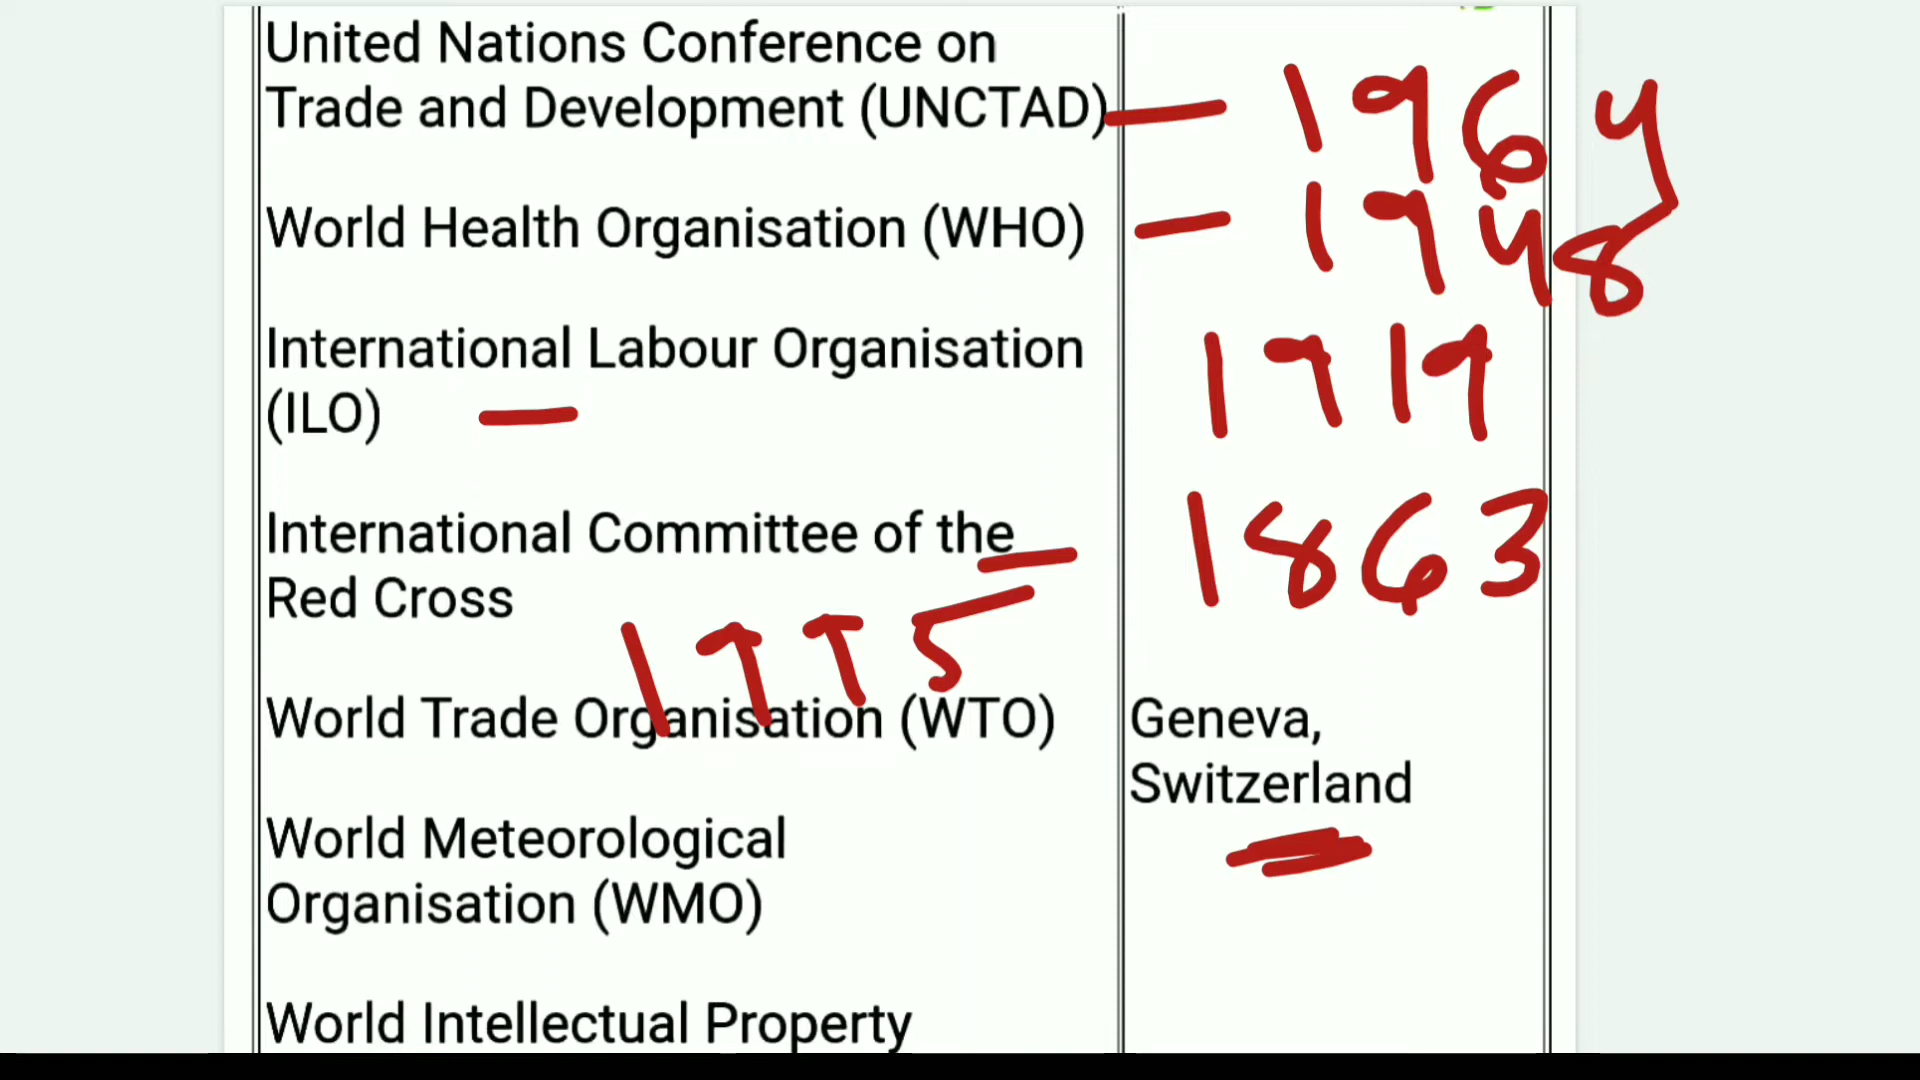 United Nations Conference on
Trade and Development (UNCTAD) — 1964
World Health Organisation (WHO) — 1948
International Labour Organisation
(ILO) — 1919
International Committee of the
Red Cross — 1863
1995
World Trade Organisation (WTO)
Geneva,
Switzerland
World Meteorological
Organisation (WMO)
World Intellectual Property